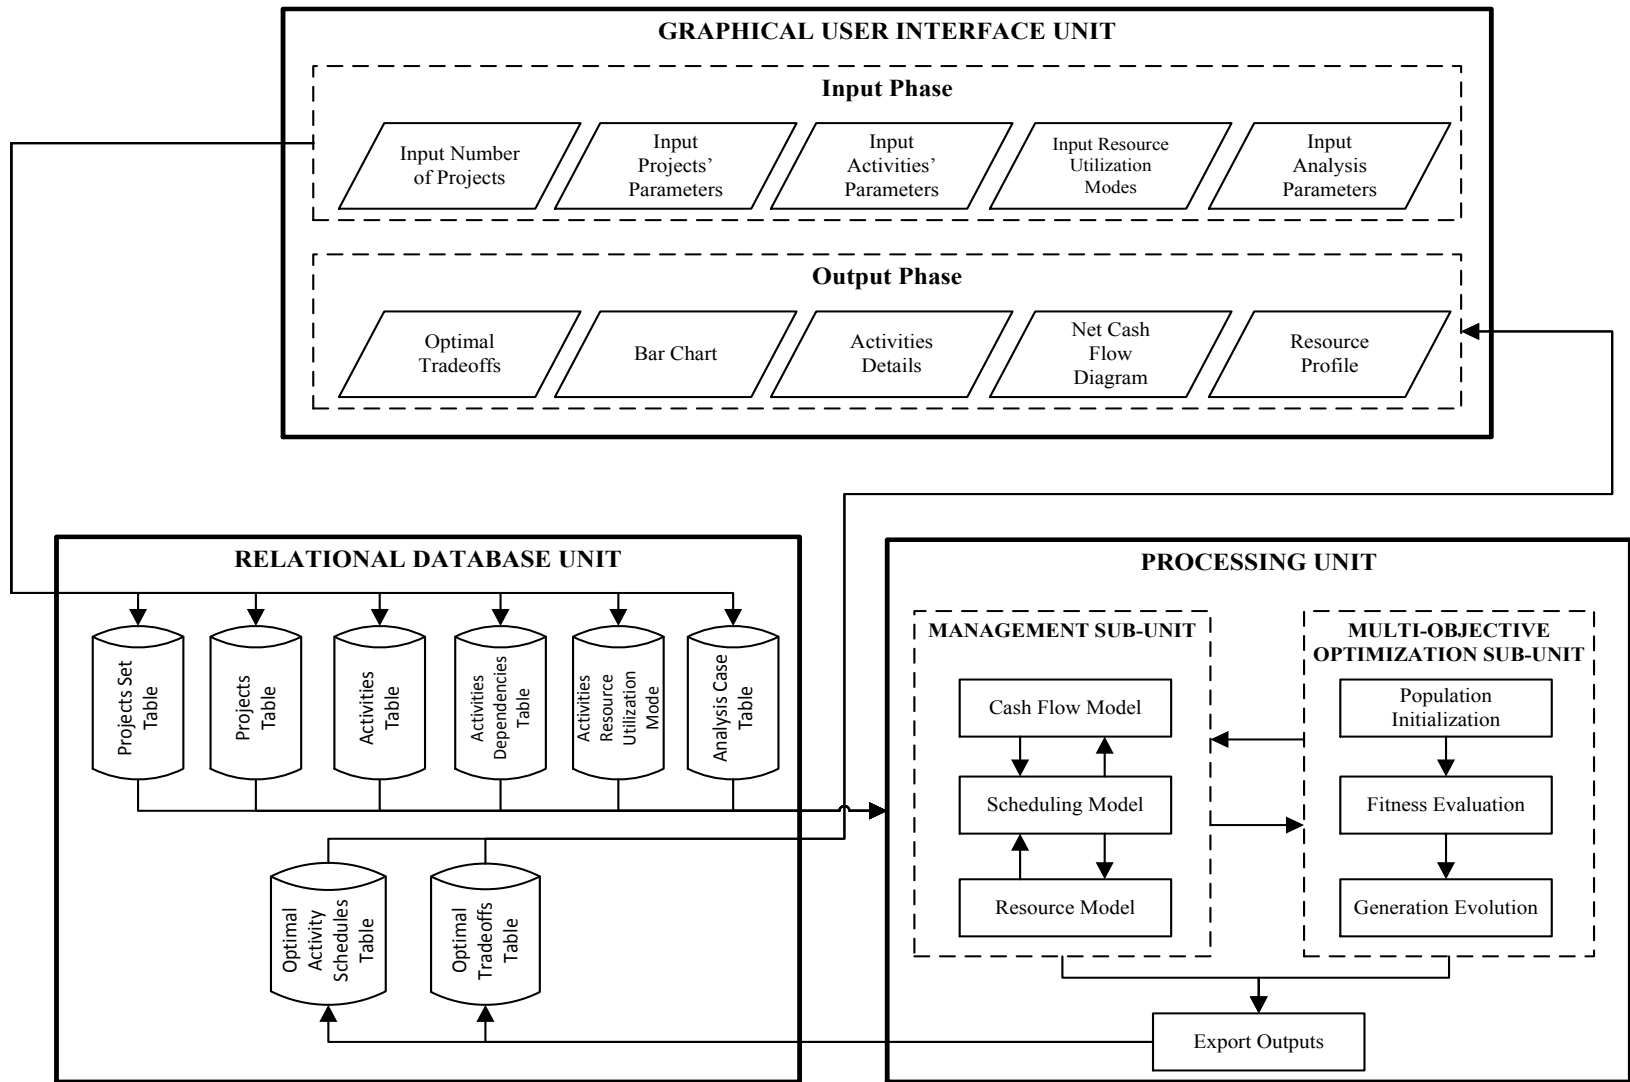 GRAPHICAL USER INTERFACE UNIT
Input Phase
Input Number
of Projects
Input
Projects’
Parameters
Input
Activities’
Parameters
Input Resource
Utilization
Modes
Input
Analysis
Parameters
Output Phase
Optimal
Tradeoffs
Bar Chart
Activities
Details
Net Cash
Flow
Diagram
Resource
Profile
RELATIONAL DATABASE UNIT
Projects Set
Table
Projects
Table
Activities
Table
Activities
Dependencies
Table
Activities
Resource
Utilization
Mode
Analysis Case
Table
Optimal
Activity
Schedules
Table
Optimal
Tradeoffs
Table
PROCESSING UNIT
MANAGEMENT SUB-UNIT
Cash Flow Model
Scheduling Model
Resource Model
MULTI-OBJECTIVE
OPTIMIZATION SUB-UNIT
Population
Initialization
Fitness Evaluation
Generation Evolution
Export Outputs